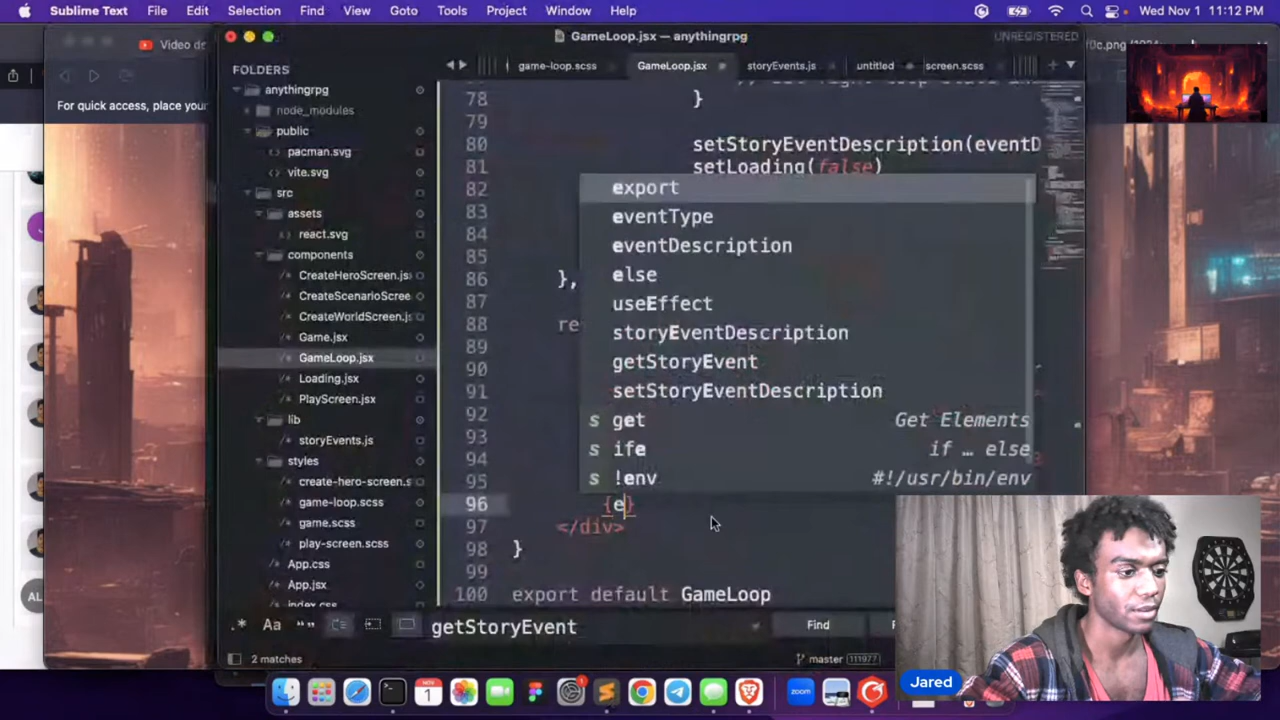 Sublime Text File Edit Selection Find View Goto Tools Project Window Help Wed Nov 1 11:12 PM
Video de
GameLoop.jsx — anythingrpg
UNREGISTERED
For quick access, place your
FOLDERS
anythingrpg
node_modules
public
pacman.svg
vite.svg
src
assets
react.svg
components
CreateHeroScreen.js
CreateScenarioScree
CreateWorldScreen.js
Game.jsx
GameLoop.jsx
Loading.jsx
PlayScreen.jsx
lib
storyEvents.js
styles
create-hero-screen.s
game-loop.scss
game.scss
play-screen.scss
App.css
App.jsx
index.css
game-loop.scss GameLoop.jsx storyEvents.js untitled screen.scss
78 }
79
80 setStoryEventDescription(eventD
81 setLoading(false)
82
83
84
85
86 },
87
88 re
89
90
91
92
93
94
95
96 {e}
97 </div>
98 }
99
100 export default GameLoop
export
eventType
eventDescription
else
useEffect
storyEventDescription
getStoryEvent
setStoryEventDescription
s get Get Elements
s ife if … else
s !env #!/usr/bin/env
.* Aa “” getStoryEvent Find
2 matches
master 111977
Jared
zoom